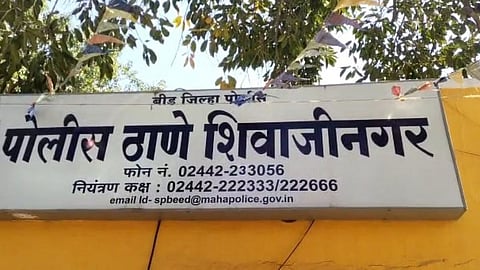 बीड जिल्हा पोलीस
पोलीस ठाणे शिवाजीनगर
फोन नं. 02442-233056
नियंत्रण कक्ष : 02442-222333/222666
email Id- spbeed@mahapolice.gov.in